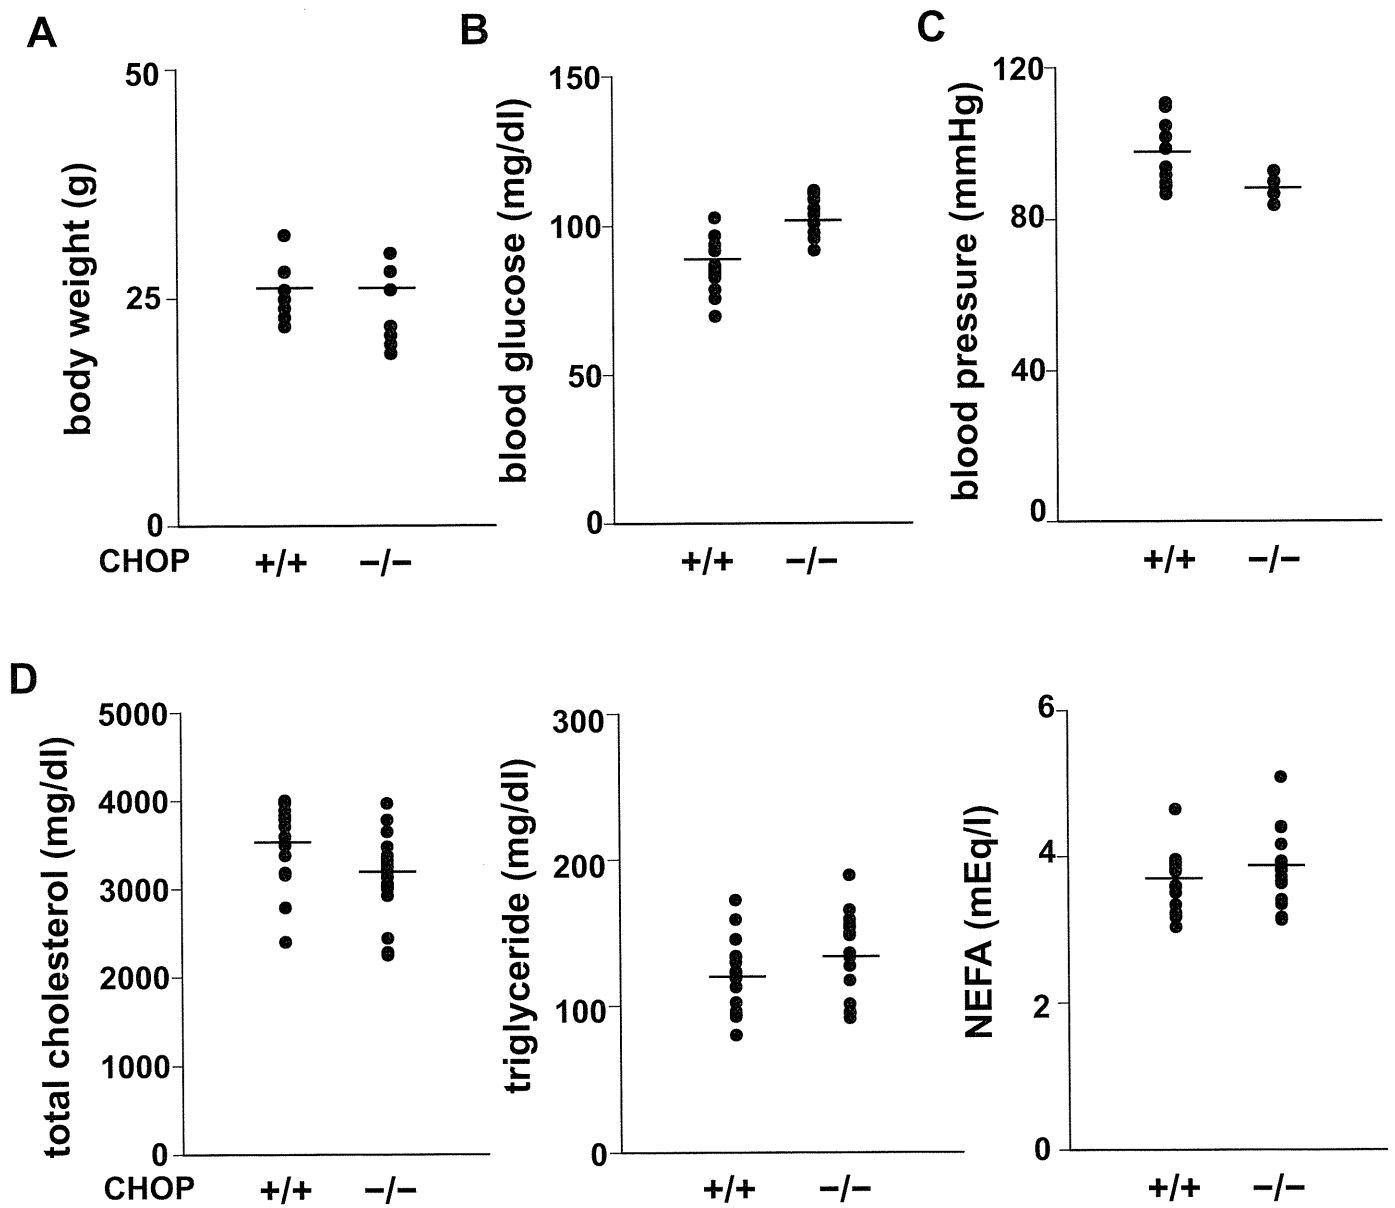 A
body weight (g)
50
25
0
CHOP +/+ −/−
B
blood glucose (mg/dl)
150
100
50
0
+/+ −/−
C
blood pressure (mmHg)
120
80
40
0
+/+ −/−
D
total cholesterol (mg/dl)
5000
4000
3000
2000
1000
0
CHOP +/+ −/−
triglyceride (mg/dl)
300
200
100
0
+/+ −/−
NEFA (mEq/l)
6
4
2
0
+/+ −/−